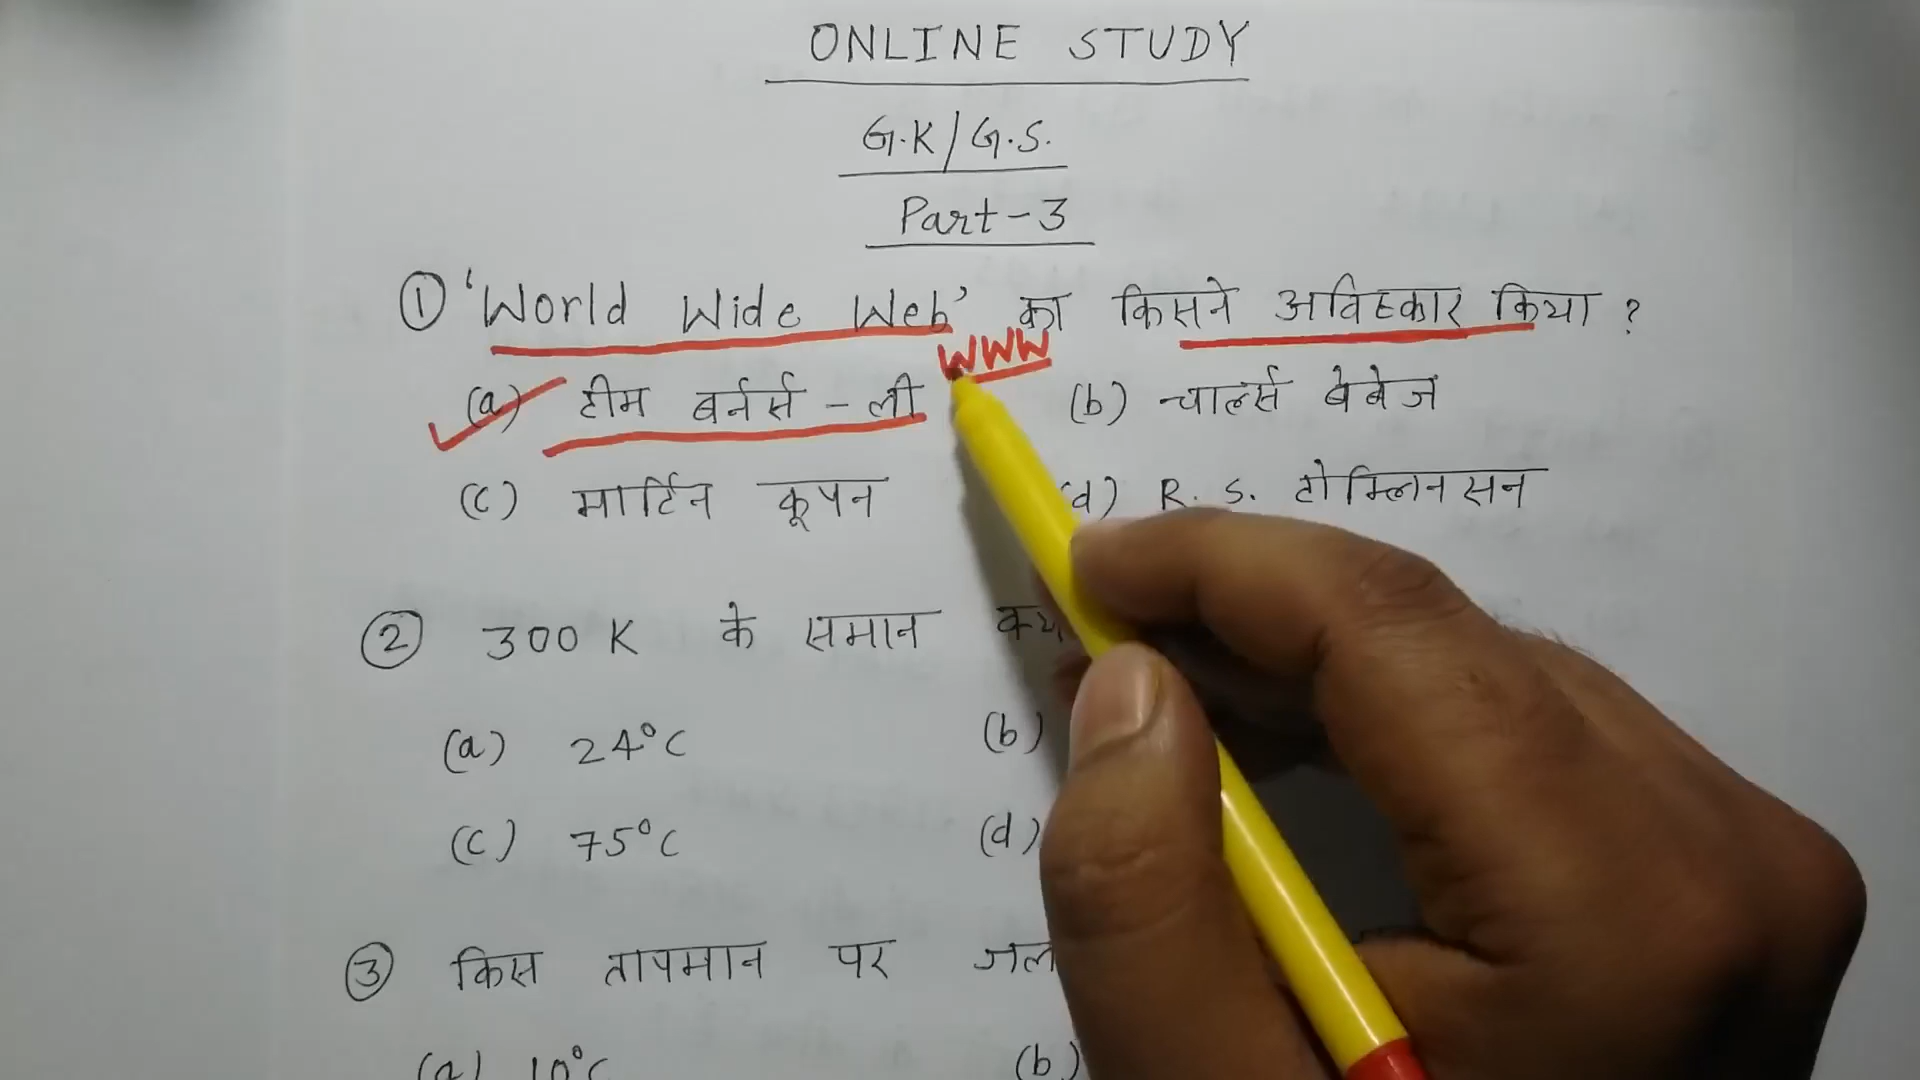 ONLINE STUDY
G.K/G.S.
Part-3
① 'World Wide Web' का किसने अविष्कार किया ?
WWW
(a) टीम बर्नर्स - ली (b) चार्ल्स बेबेज
(c) मार्टिन कूपन (d) R. S. टोम्लिनसन
② 300 K के समान
(a) 24°C (b)
(c) 75°C (d)
③ किस तापमान पर जल
(a) 10°C (b)